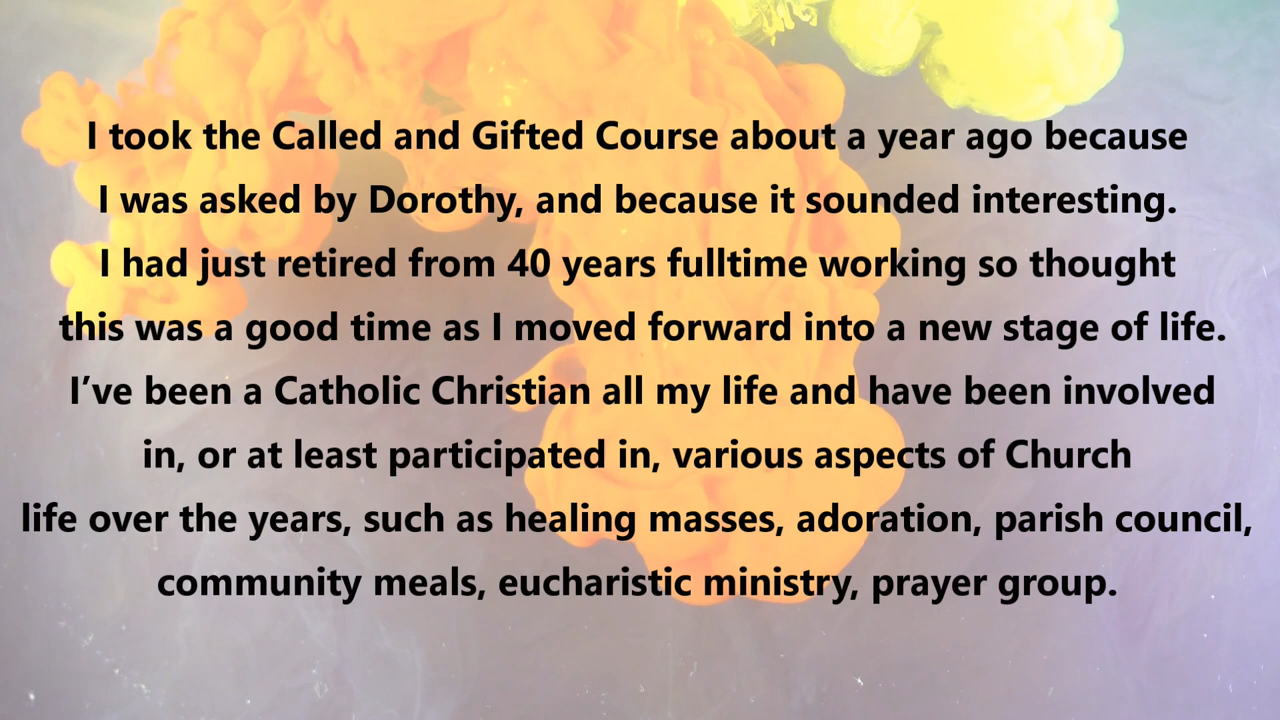 I took the Called and Gifted Course about a year ago because
I was asked by Dorothy, and because it sounded interesting.
I had just retired from 40 years fulltime working so thought
this was a good time as I moved forward into a new stage of life.
I’ve been a Catholic Christian all my life and have been involved
in, or at least participated in, various aspects of Church
life over the years, such as healing masses, adoration, parish council,
community meals, eucharistic ministry, prayer group.